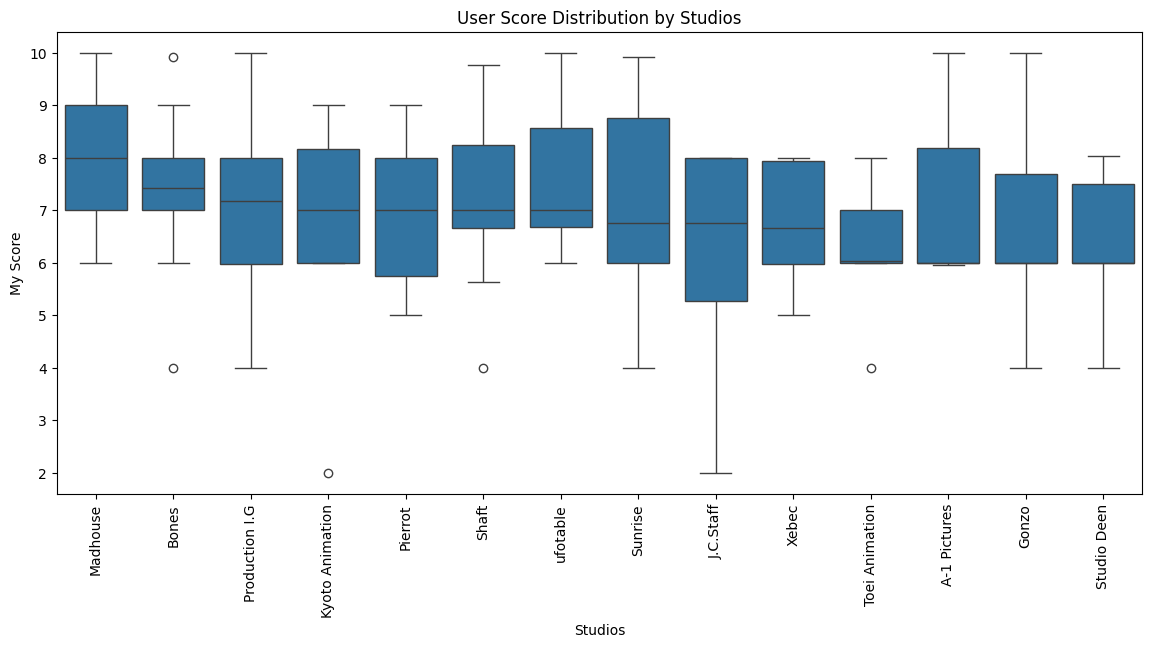 User Score Distribution by Studios
My Score
10
9
8
7
6
5
4
3
2
Madhouse
Bones
Production I.G
Kyoto Animation
Pierrot
Shaft
ufotable
Sunrise
J.C.Staff
Xebec
Toei Animation
A-1 Pictures
Gonzo
Studio Deen
Studios